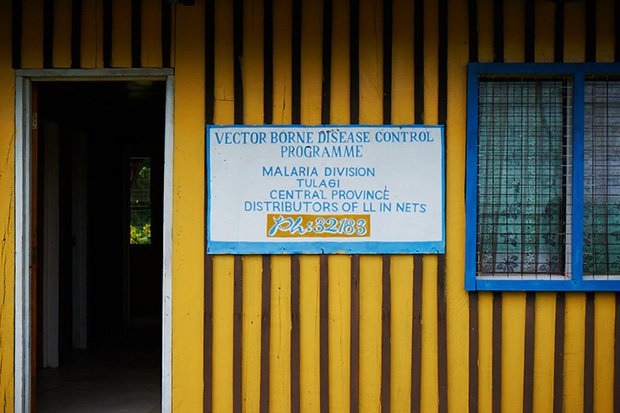 VECTOR BORNE DISEASE CONTROL
PROGRAMME
MALARIA DIVISION
TULAGI
CENTRAL PROVINCE
DISTRIBUTORS OF LL IN NETS
Ph: 32183